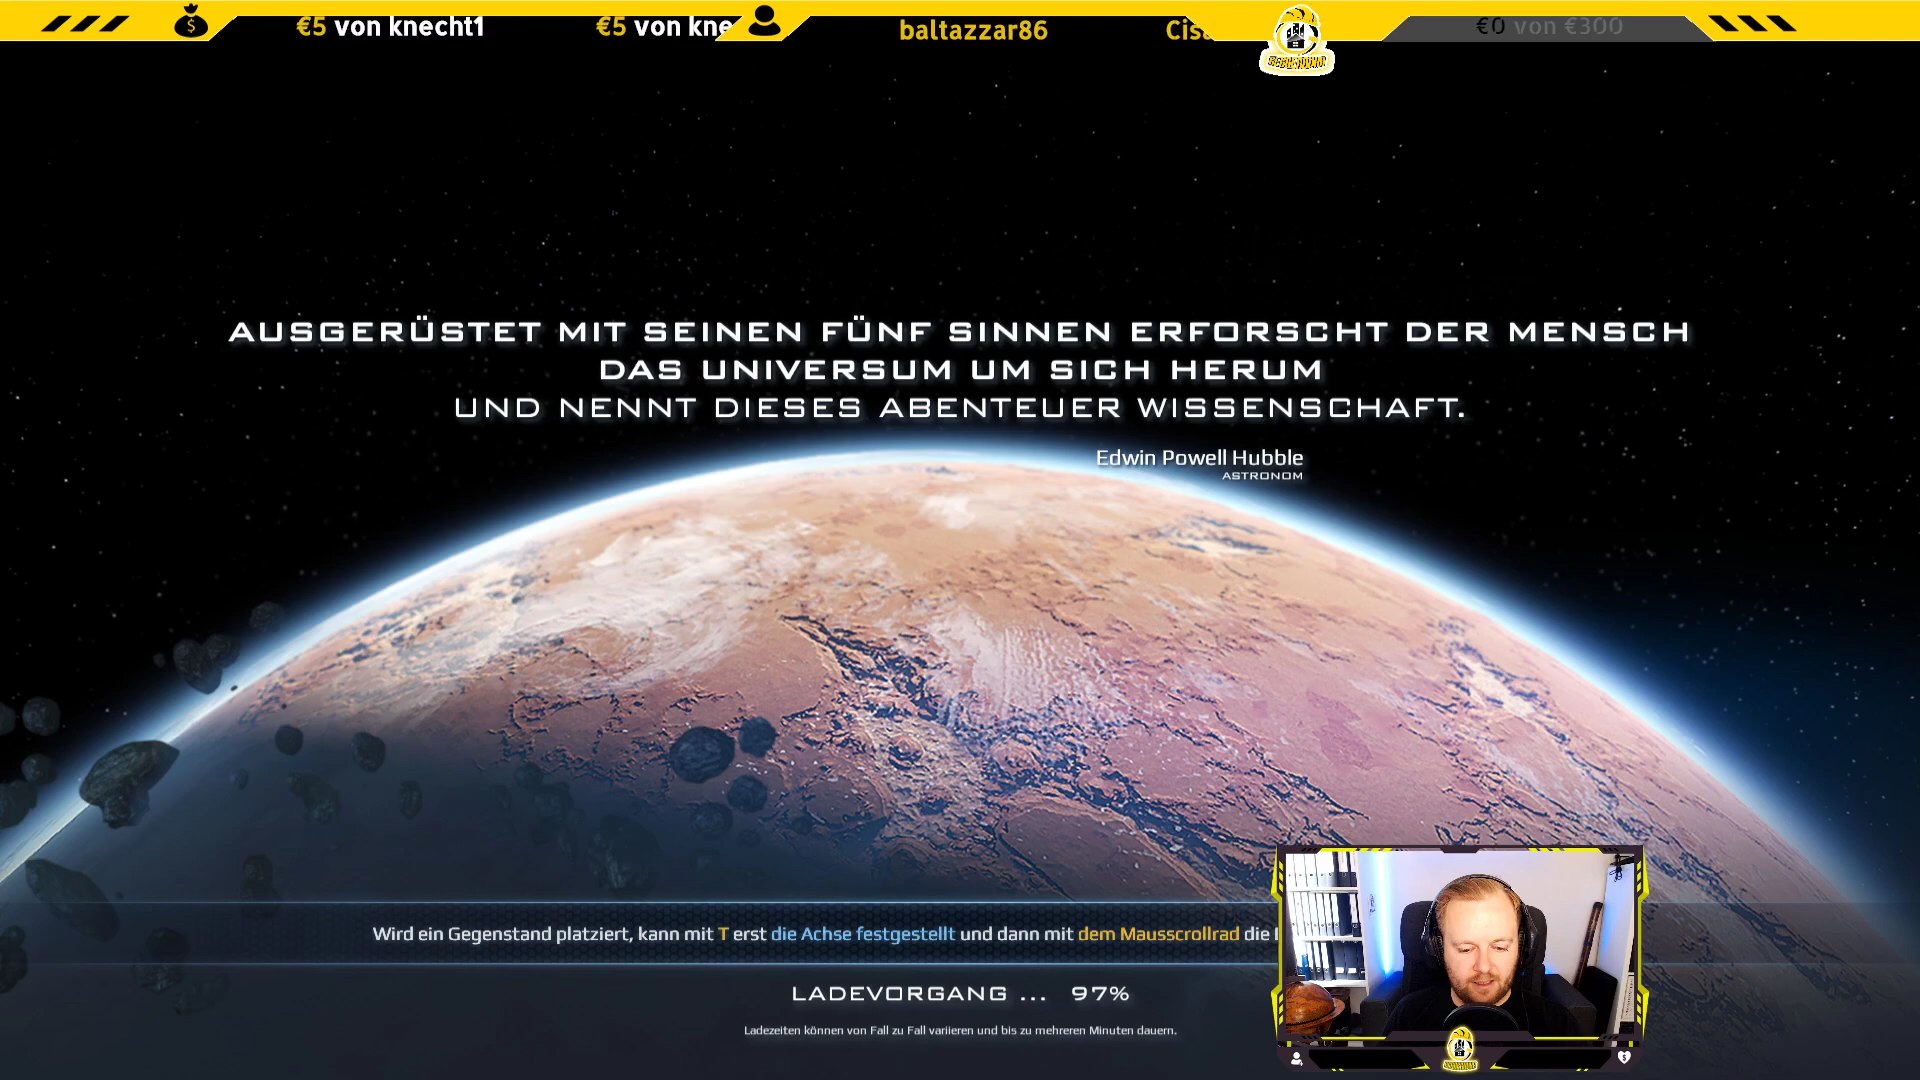 €5 von knecht1
€5 von kne
baltazzar86
Cis
€0 von €300
AUSGERÜSTET MIT SEINEN FÜNF SINNEN ERFORSCHT DER MENSCH
DAS UNIVERSUM UM SICH HERUM
UND NENNT DIESES ABENTEUER WISSENSCHAFT.
Edwin Powell Hubble
ASTRONOM
Wird ein Gegenstand platziert, kann mit T erst die Achse festgestellt und dann mit dem Mausscrollrad die
LADEVORGANG ... 97%
Ladezeiten können von Fall zu Fall variieren und bis zu mehreren Minuten dauern.